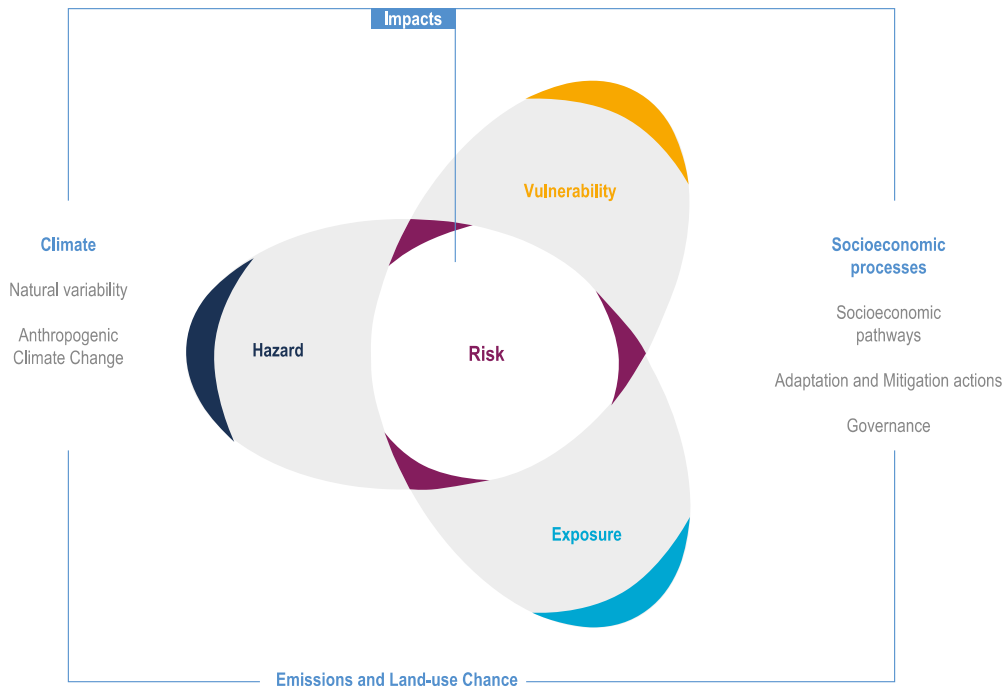 Impacts
Vulnerability
Climate
Natural variability
Anthropogenic
Climate Change
Hazard
Risk
Socioeconomic
processes
Socioeconomic
pathways
Adaptation and Mitigation actions
Governance
Exposure
Emissions and Land-use Chance